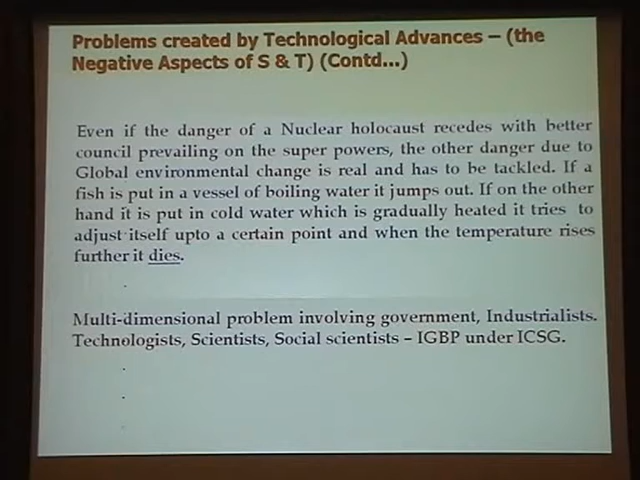 Problems created by Technological Advances – (the
Negative Aspects of S & T) (Contd...)
Even if the danger of a Nuclear holocaust recedes with better
council prevailing on the super powers, the other danger due to
Global environmental change is real and has to be tackled. If a
fish is put in a vessel of boiling water it jumps out. If on the other
hand it is put in cold water which is gradually heated it tries to
adjust itself upto a certain point and when the temperature rises
further it dies.
Multi-dimensional problem involving government, Industrialists.
Technologists, Scientists, Social scientists – IGBP under ICSG.